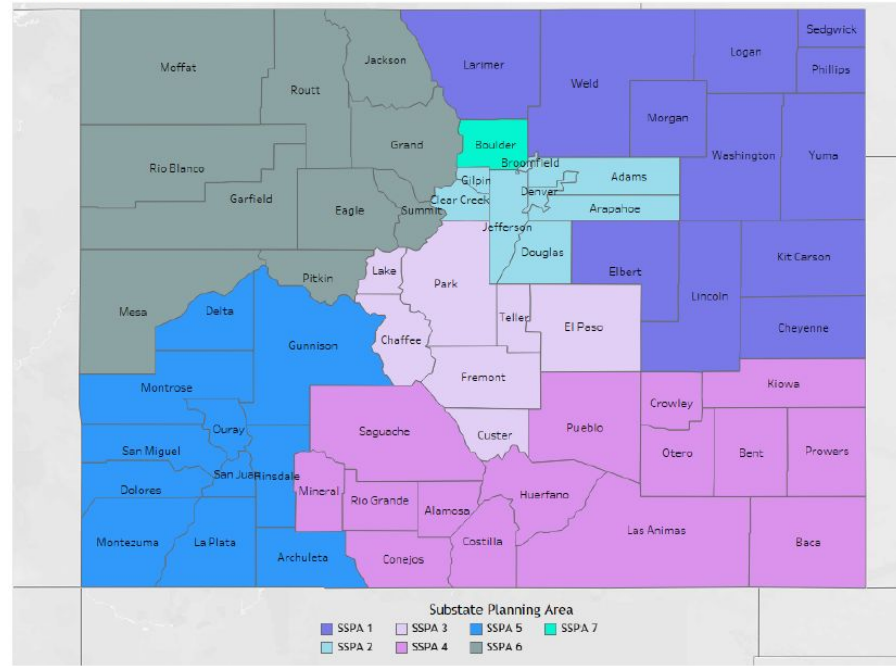 Sedgwick
Logan
Jackson
Larimer
Moffat
Weld
Phillips
Routt
Morgan
Grand
Boulder
Washington
Yuma
Broomfield
Rio Blanco
Gilpin
Adams
Denver
Garfield
Clear Creek
Eagle
Summit
Arapahoe
Jefferson
Douglas
Kit Carson
Lake
Elbert
Pitkin
Park
Lincoln
Mesa
Delta
Teller
El Paso
Cheyenne
Gunnison
Chaffee
Fremont
Montrose
Kiowa
Crowley
Ouray
Saguache
Custer
Pueblo
San Miguel
Otero
Bent
Prowers
San Juan
Hinsdale
Dolores
Mineral
Rio Grande
Huerfano
Alamosa
Las Animas
Montezuma
La Plata
Costilla
Baca
Archuleta
Conejos
Substate Planning Area
SSPA 1 SSPA 3 SSPA 5 SSPA 7
SSPA 2 SSPA 4 SSPA 6